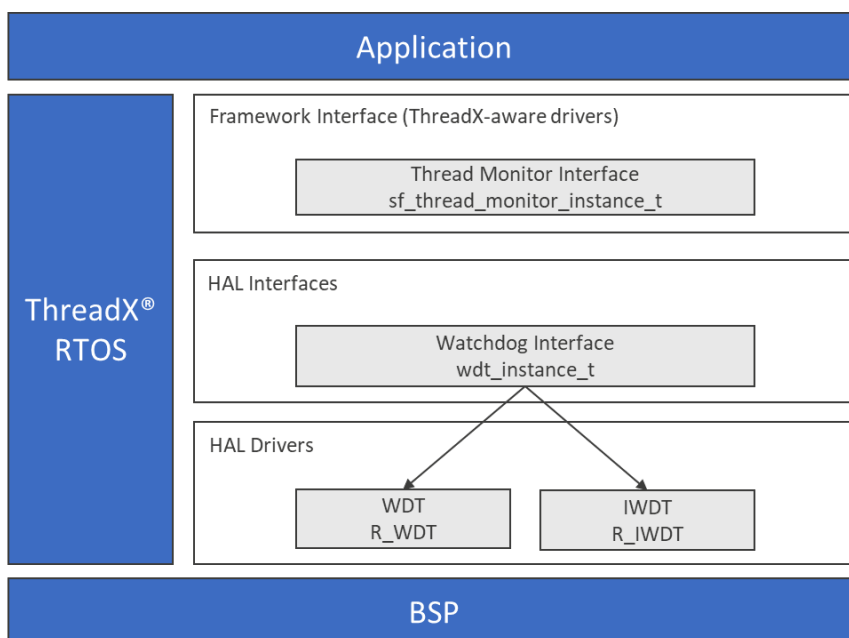 Application
ThreadX®
RTOS
Framework Interface (ThreadX-aware drivers)
Thread Monitor Interface
sf_thread_monitor_instance_t
HAL Interfaces
Watchdog Interface
wdt_instance_t
HAL Drivers
WDT
R_WDT
IWDT
R_IWDT
BSP